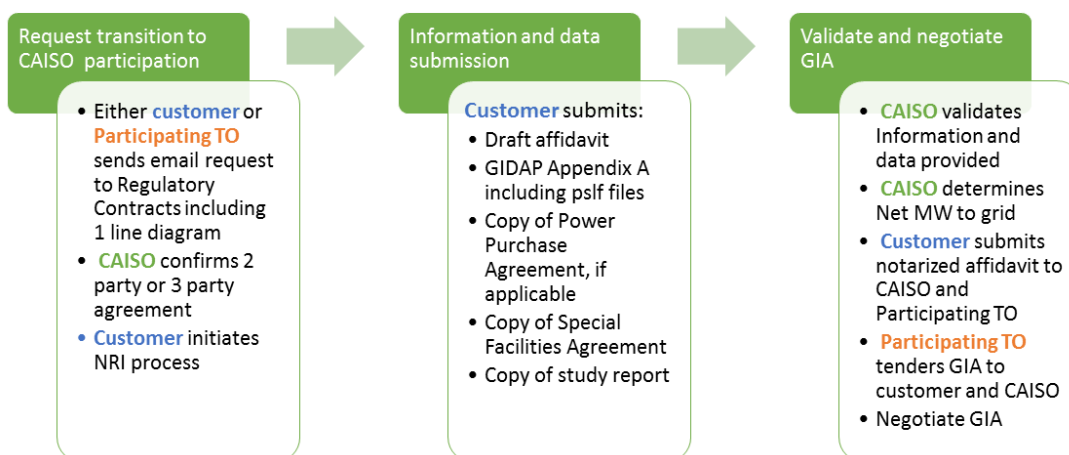 Request transition to
CAISO participation
• Either customer or
Participating TO
sends email request
to Regulatory
Contracts including
1 line diagram
• CAISO confirms 2
party or 3 party
agreement
• Customer initiates
NRI process
Information and data
submission
Customer submits:
• Draft affidavit
• GIDAP Appendix A
including pslf files
• Copy of Power
Purchase
Agreement, if
applicable
• Copy of Special
Facilities Agreement
• Copy of study report
Validate and negotiate
GIA
• CAISO validates
Information and
data provided
• CAISO determines
Net MW to grid
• Customer submits
notarized affidavit to
CAISO and
Participating TO
• Participating TO
tenders GIA to
customer and CAISO
• Negotiate GIA